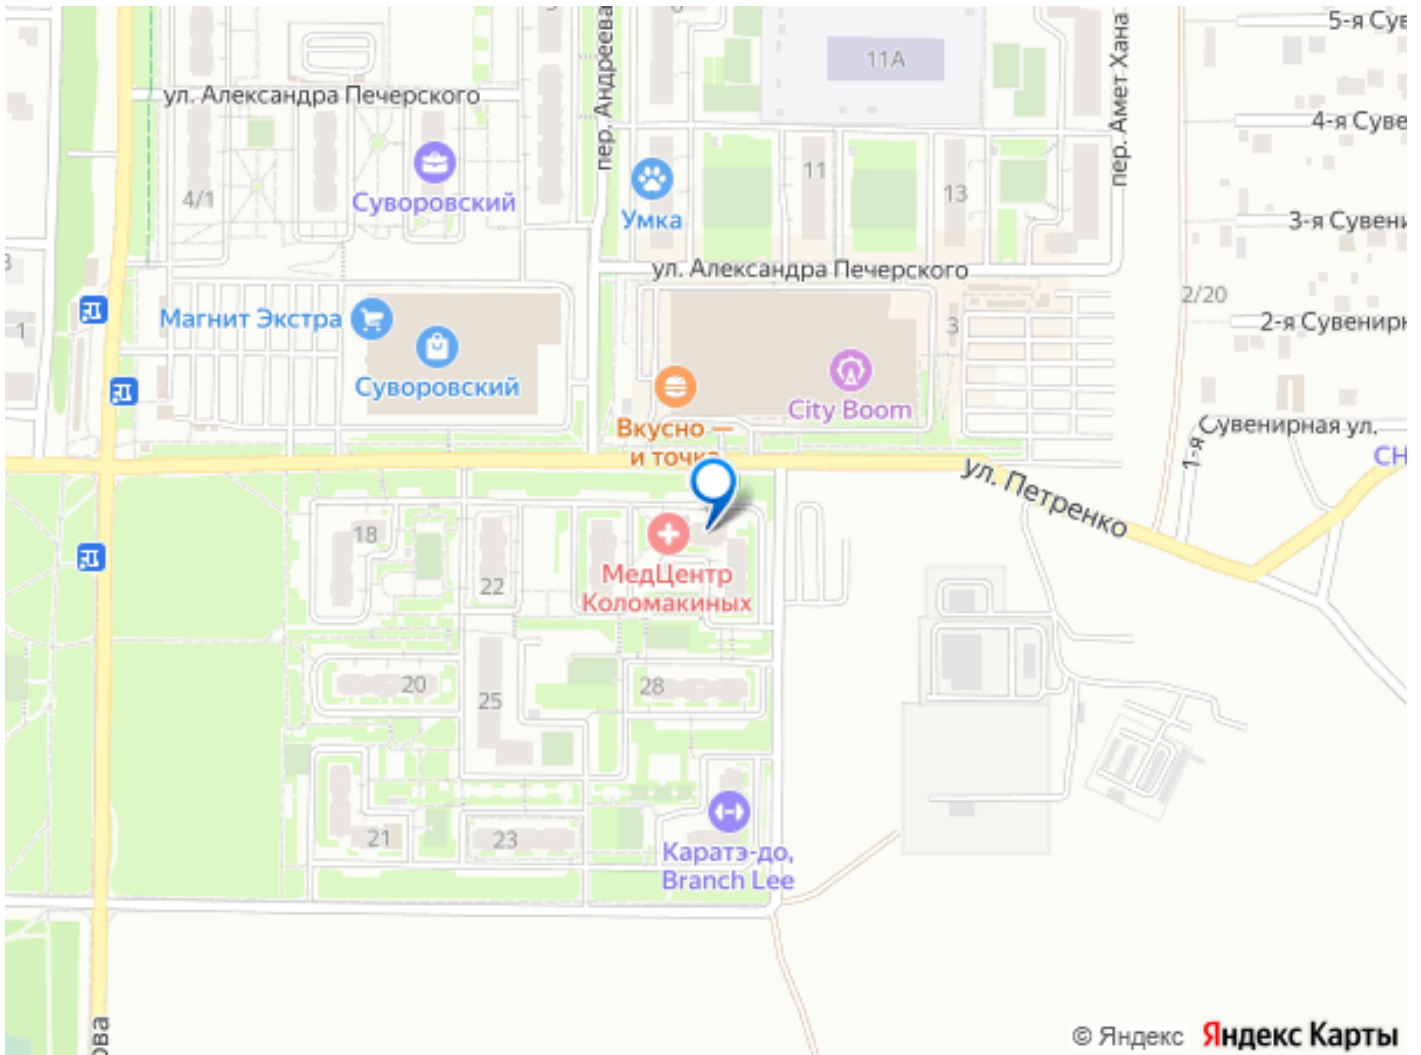 5-я Сув
ул. Александра Печерского
пер. Андреева
11А
пер. Амет Хана
4-я Суве
4/1
Суворовский
Умка
11
13
3-я Сувени
ул. Александра Печерского
2/20
Магнит Экстра
3
2-я Сувенирн
1
Суворовский
City Boom
Вкусно —
и точка
1-я Сувенирная ул.
СН
ул. Петренко
18
22
МедЦентр
Коломакиных
20
25
28
21
23
Каратэ-до,
Branch Lee
ова
© Яндекс Яндекс Карты